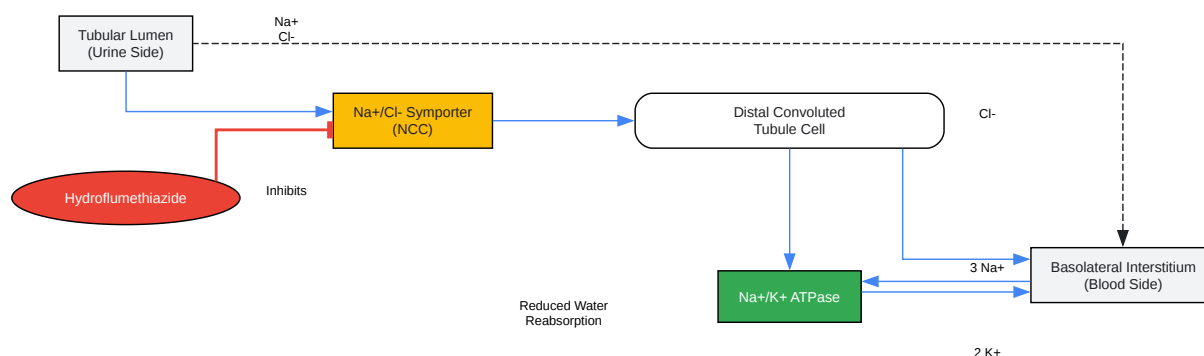 Na+
Cl-
Tubular Lumen
(Urine Side)
Na+/Cl- Symporter
(NCC)
Distal Convoluted
Tubule Cell
Cl-
Hydroflumethiazide
Inhibits
3 Na+
Basolateral Interstitium
(Blood Side)
Na+/K+ ATPase
Reduced Water
Reabsorption
2 K+